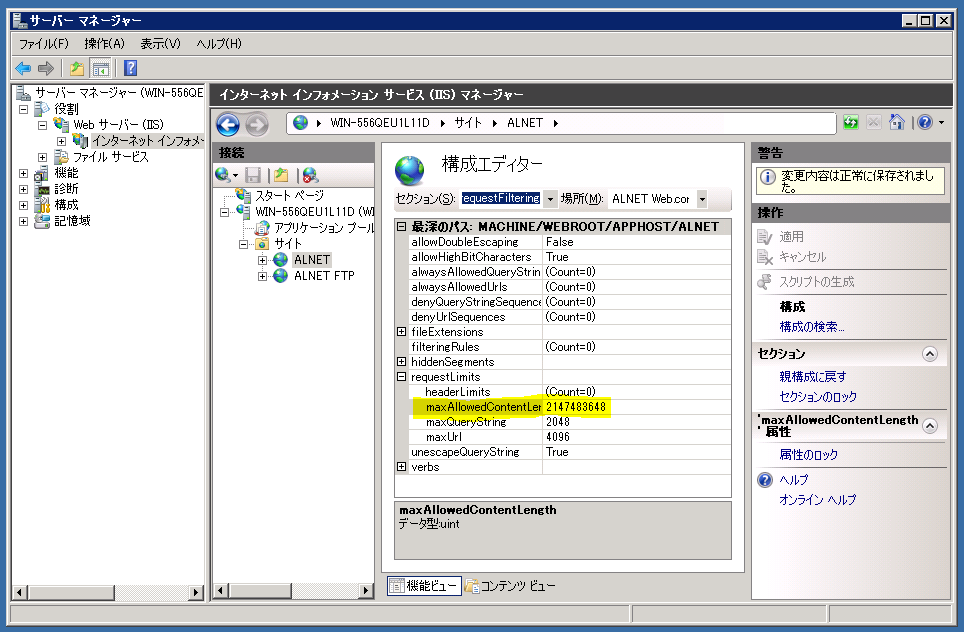 サーバー マネージャー
ファイル(F) 操作(A) 表示(V) ヘルプ(H)
サーバー マネージャー (WIN-556QE
役割
Web サーバー (IIS)
インターネット インフォメ
ファイル サービス
機能
診断
構成
記憶域
インターネット インフォメーション サービス (IIS) マネージャー
WIN-556QEU1L11D サイト ALNET
接続
スタート ページ
WIN-556QEU1L11D (WI
アプリケーション プール
サイト
ALNET
ALNET FTP
構成エディター
セクション(S): equestFiltering 場所(M): ALNET Web.cor
最深のパス: MACHINE/WEBROOT/APPHOST/ALNET
allowDoubleEscaping False
allowHighBitCharacters True
alwaysAllowedQueryStrin (Count=0)
alwaysAllowedUrls (Count=0)
denyQueryStringSequence (Count=0)
denyUrlSequences (Count=0)
fileExtensions
filteringRules (Count=0)
hiddenSegments
requestLimits
headerLimits (Count=0)
maxAllowedContentLer 2147483648
maxQueryString 2048
maxUrl 4096
unescapeQueryString True
verbs
maxAllowedContentLength
データ型:uint
機能ビュー コンテンツ ビュー
警告
変更内容は正常に保存されまし
た。
操作
適用
キャンセル
スクリプトの生成
構成
構成の検索...
セクション
親構成に戻す
セクションのロック
'maxAllowedContentLength
' 属性
属性のロック
ヘルプ
オンライン ヘルプ